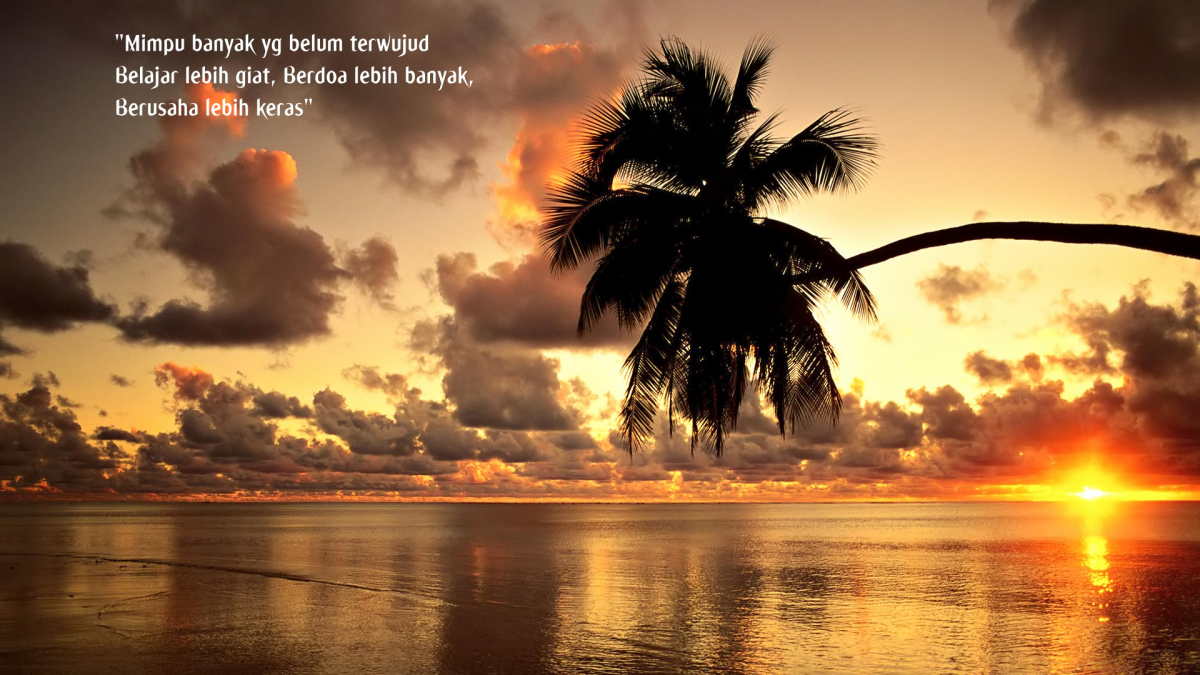 "Mimpu banyak yg belum terwujud
Belajar lebih giat, Berdoa lebih banyak,
Berusaha lebih keras"